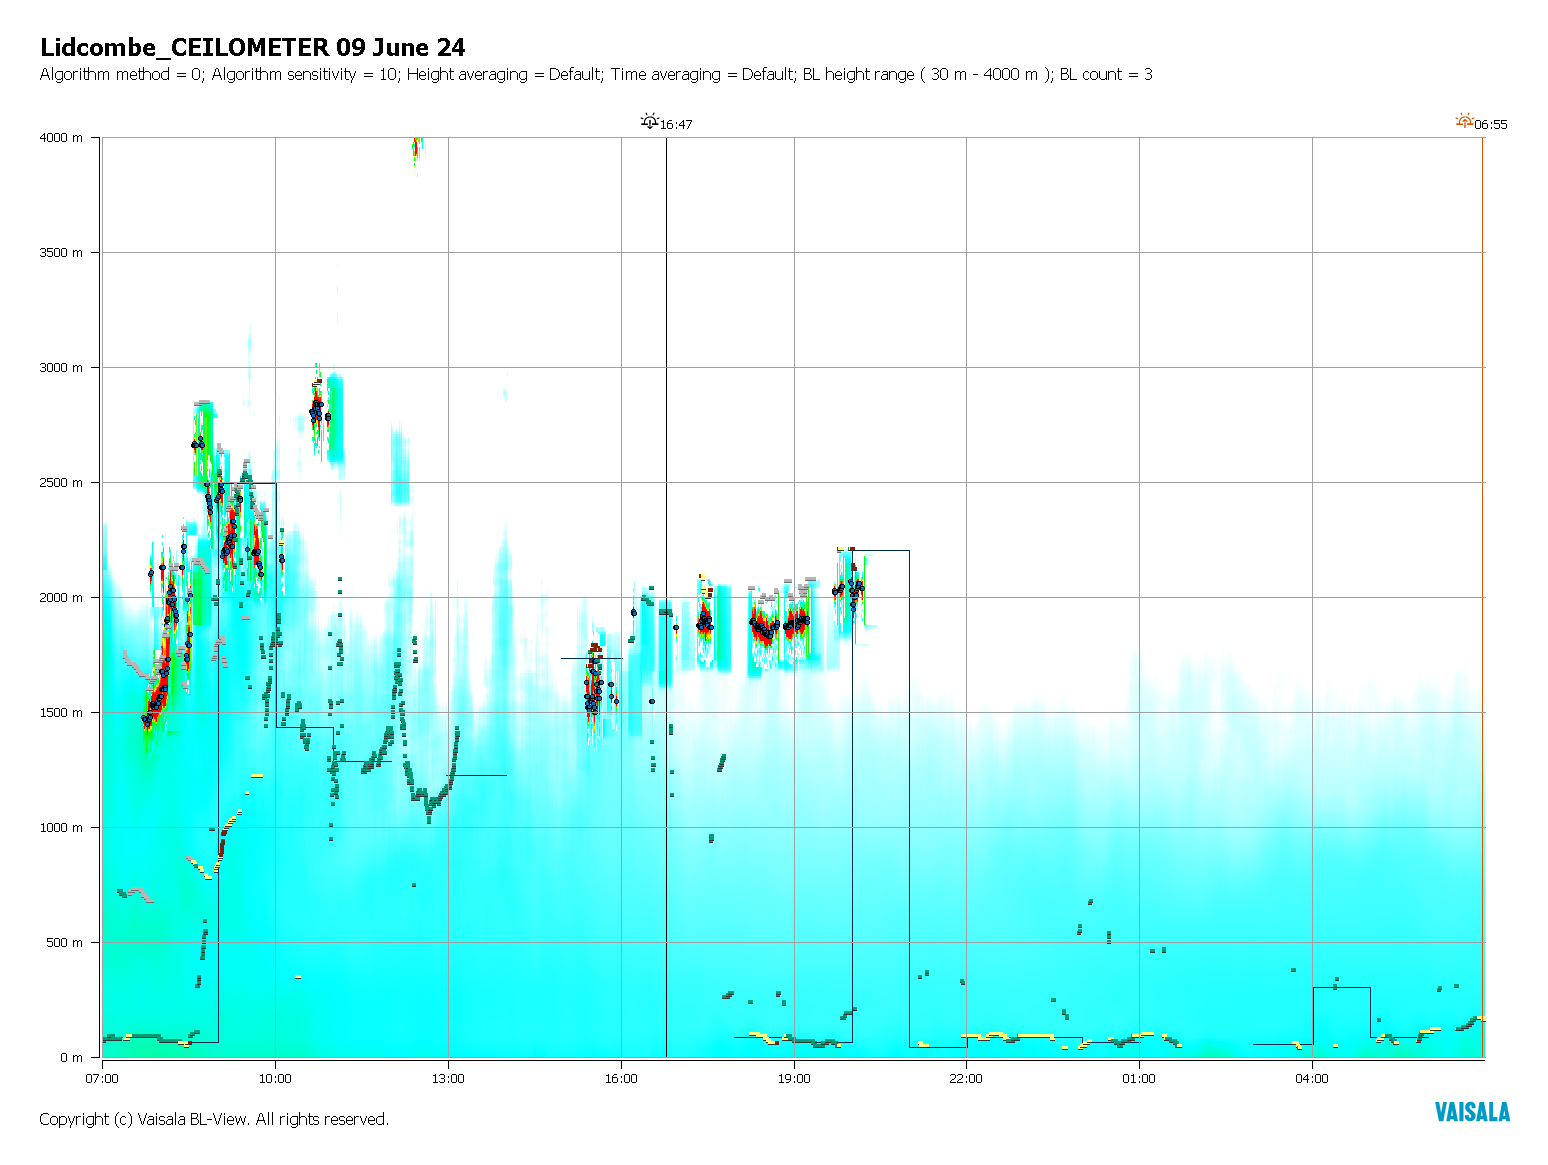 Lidcombe_CEILOMETER 09 June 24
Algorithm method = 0; Algorithm sensitivity = 10; Height averaging = Default; Time averaging = Default; BL height range ( 30 m - 4000 m ); BL count = 3
16:47
06:55
4000 m
3500 m
3000 m
2500 m
2000 m
1500 m
1000 m
500 m
0 m
07:00 10:00 13:00 16:00 19:00 22:00 01:00 04:00
Copyright (c) Vaisala BL-View. All rights reserved.
VAISALA